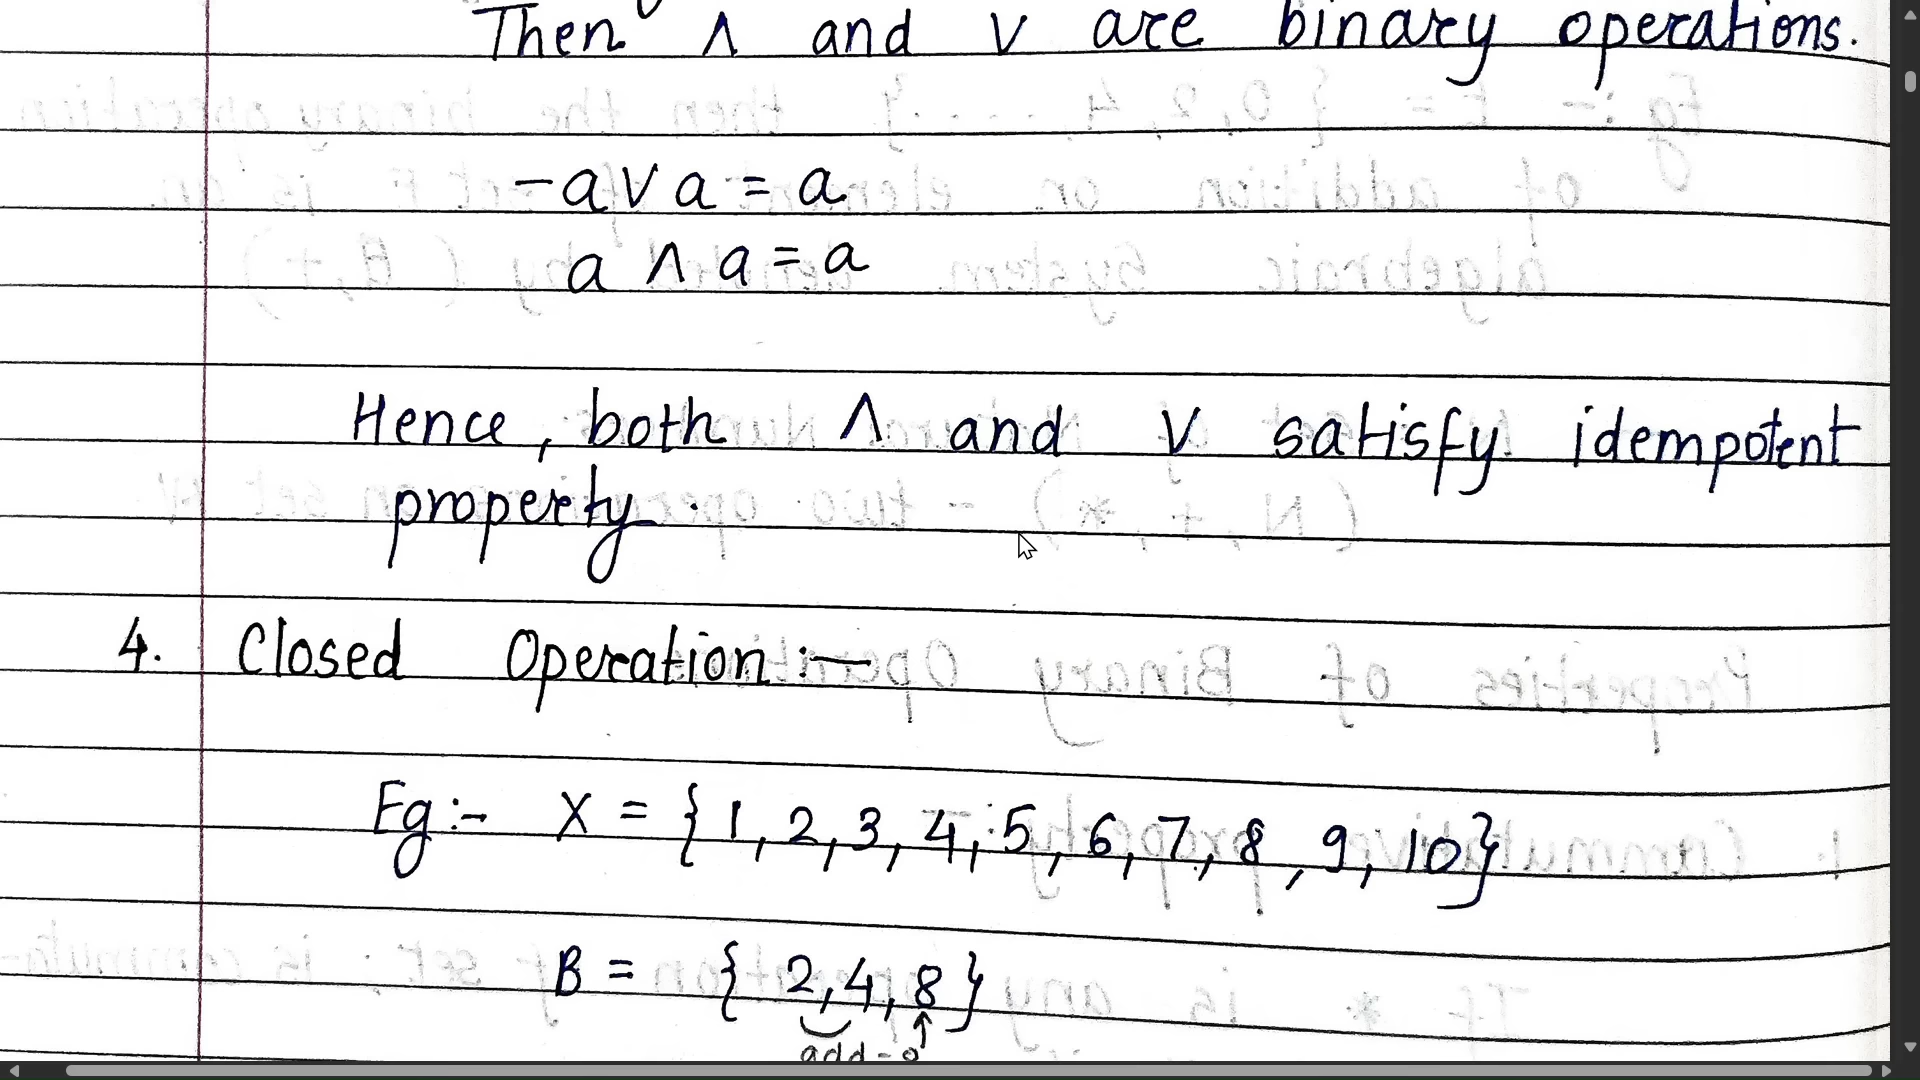 Then ∧ and ∨ are binary operations.
- a ∨ a = a
a ∧ a = a
Hence, both ∧ and ∨ satisfy idempotent
property.
4. Closed Operation :-
Eg :- X = { 1, 2, 3, 4, 5, 6, 7, 8, 9, 10}
B = { 2, 4, 8 }